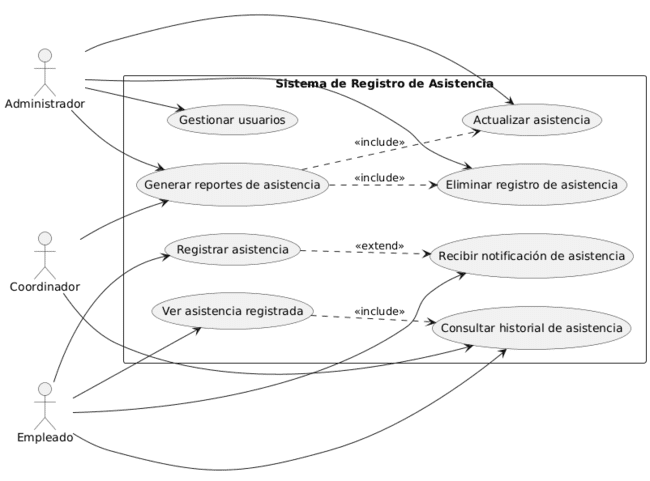 Sistema de Registro de Asistencia
Administrador
Gestionar usuarios
Actualizar asistencia
«include»
Generar reportes de asistencia
«include»
Eliminar registro de asistencia
Coordinador
Registrar asistencia
«extend»
Recibir notificación de asistencia
Ver asistencia registrada
«include»
Consultar historial de asistencia
Empleado